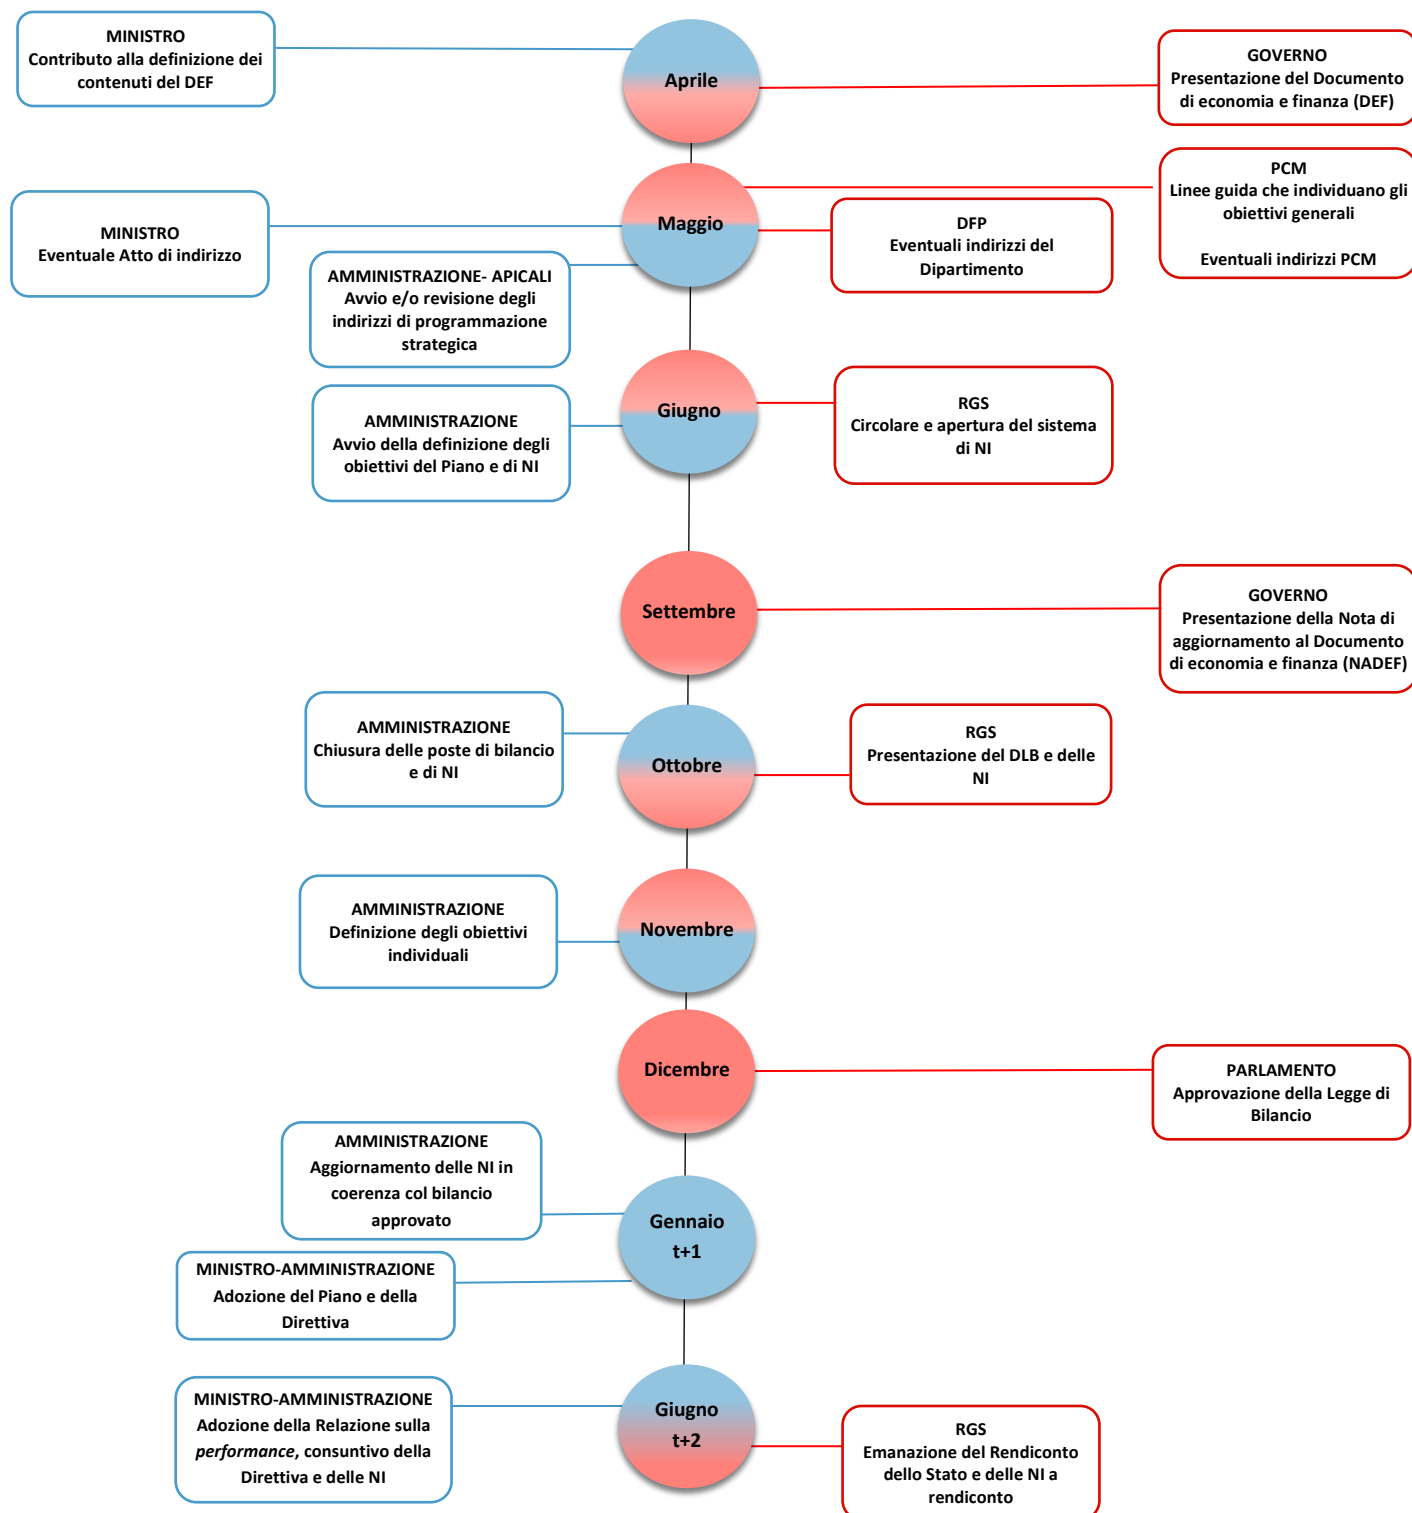 MINISTRO
Contributo alla definizione dei
contenuti del DEF
Aprile
GOVERNO
Presentazione del Documento
di economia e finanza (DEF)
PCM
Linee guida che individuano gli
obiettivi generali
Eventuali indirizzi PCM
Maggio
DFP
Eventuali indirizzi del
Dipartimento
MINISTRO
Eventuale Atto di indirizzo
AMMINISTRAZIONE- APICALI
Avvio e/o revisione degli
indirizzi di programmazione
strategica
Giugno
AMMINISTRAZIONE
Avvio della definizione degli
obiettivi del Piano e di NI
RGS
Circolare e apertura del sistema
di NI
Settembre
GOVERNO
Presentazione della Nota di
aggiornamento al Documento
di economia e finanza (NADEF)
AMMINISTRAZIONE
Chiusura delle poste di bilancio
e di NI
Ottobre
RGS
Presentazione del DLB e delle
NI
AMMINISTRAZIONE
Definizione degli obiettivi
individuali
Novembre
Dicembre
PARLAMENTO
Approvazione della Legge di
Bilancio
AMMINISTRAZIONE
Aggiornamento delle NI in
coerenza col bilancio
approvato
Gennaio
t+1
MINISTRO-AMMINISTRAZIONE
Adozione del Piano e della
Direttiva
MINISTRO-AMMINISTRAZIONE
Adozione della Relazione sulla
performance, consuntivo della
Direttiva e delle NI
Giugno
t+2
RGS
Emanazione del Rendiconto
dello Stato e delle NI a
rendiconto